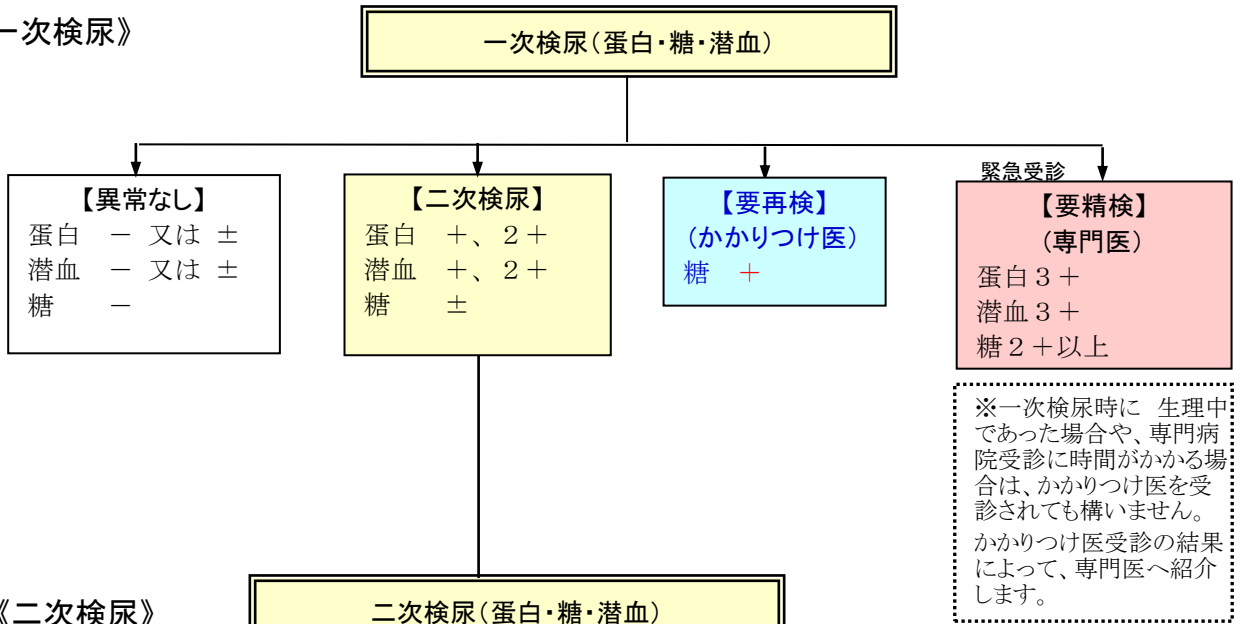 一次検尿》
一次検尿(蛋白・糖・潜血)
【異常なし】
蛋白　－ 又は ±
潜血　－ 又は ±
糖　　－
【二次検尿】
蛋白　＋、２＋
潜血　＋、２＋
糖　　±
【要再検】
(かかりつけ医)
糖　＋
緊急受診
【要精検】
(専門医)
蛋白３＋
潜血３＋
糖２＋以上
※一次検尿時に　生理中
であった場合や、専門病
院受診に時間がかかる場
合は、かかりつけ医を受
診されても構いません。
かかりつけ医受診の結果
によって、専門医へ紹介
します。
《二次検尿》
二次検尿(蛋白・糖・潜血)